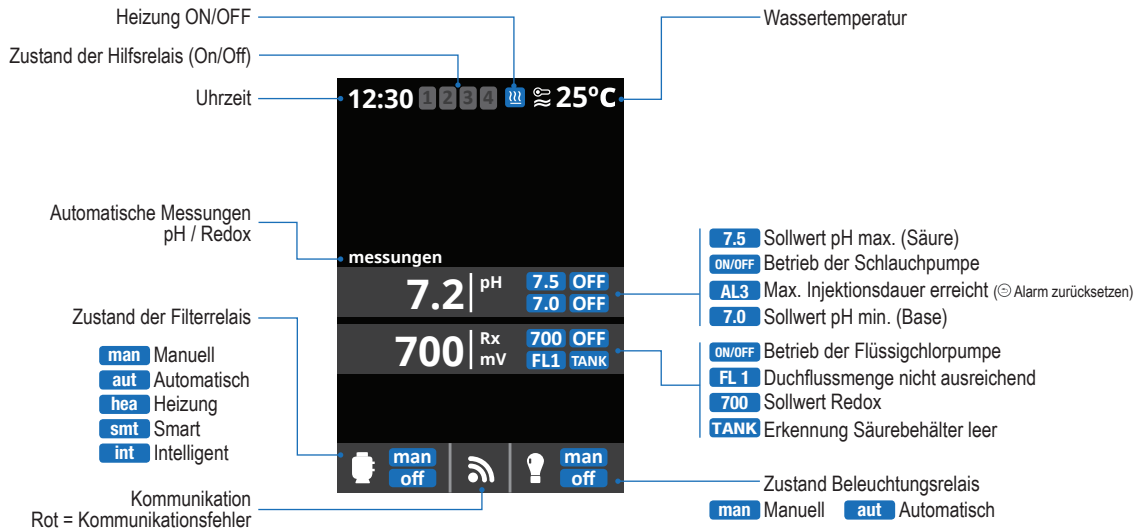 Heizung ON/OFF
Wassertemperatur
Zustand der Hilfsrelais (On/Off)
Uhrzeit
12:30 1 2 3 4 25ºC
Automatische Messungen
pH / Redox
messungen
7.2 pH 7.5 OFF
7.0 OFF
700 Rx mV 700 OFF
FL1 TANK
7.5 Sollwert pH max. (Säure)
ON/OFF Betrieb der Schlauchpumpe
AL3 Max. Injektionsdauer erreicht (Alarm zurücksetzen)
7.0 Sollwert pH min. (Base)
ON/OFF Betrieb der Flüssigchlorpumpe
FL 1 Duchflussmenge nicht ausreichend
700 Sollwert Redox
TANK Erkennung Säurebehälter leer
Zustand der Filterrelais
man Manuell
aut Automatisch
hea Heizung
smt Smart
int Intelligent
man man
off off
Kommunikation
Rot = Kommunikationsfehler
Zustand Beleuchtungsrelais
man Manuell aut Automatisch